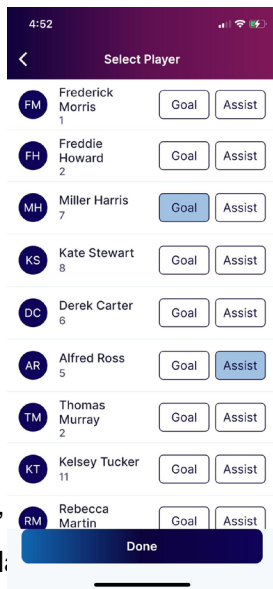 4:52
Select Player
FM Frederick Morris Goal Assist
1
FH Freddie Howard Goal Assist
2
MH Miller Harris Goal Assist
7
KS Kate Stewart Goal Assist
8
DC Derek Carter Goal Assist
6
AR Alfred Ross Goal Assist
5
TM Thomas Murray Goal Assist
2
KT Kelsey Tucker Goal Assist
11
RM Rebecca Martin Goal Assist
Done